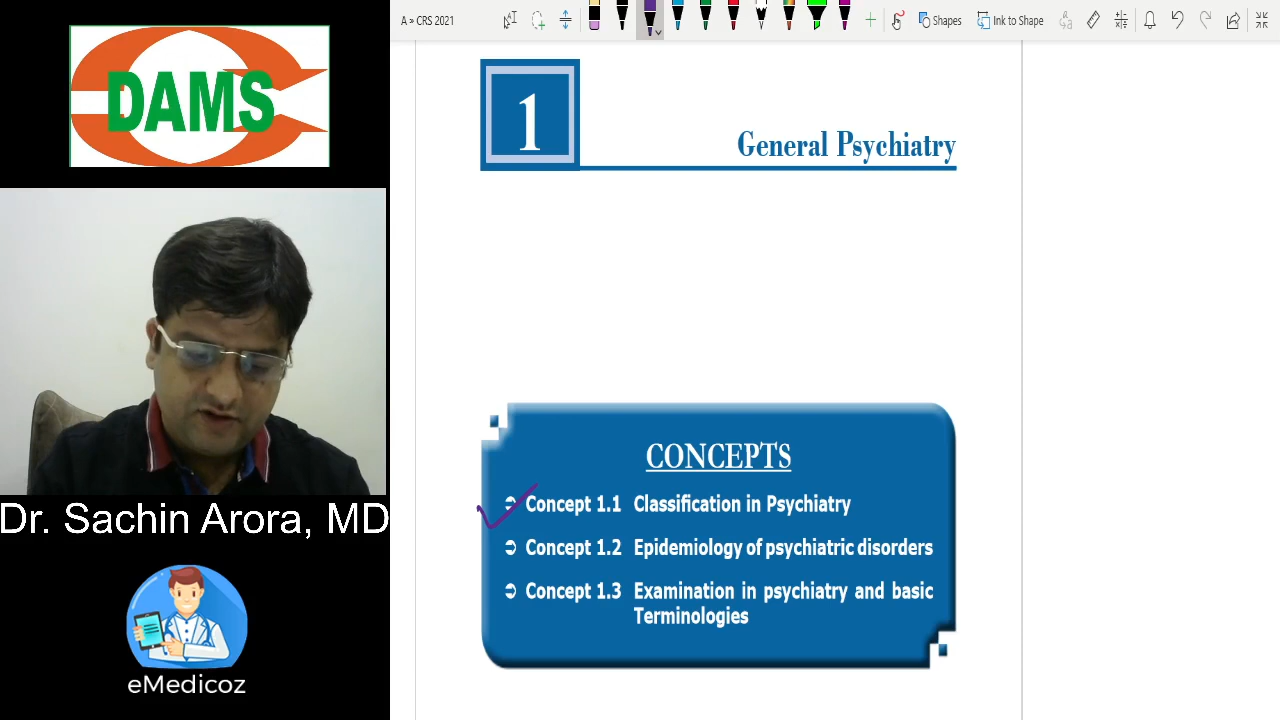 DAMS
Dr. Sachin Arora, MD
eMedicoz
A » CRS 2021
Shapes
Ink to Shape
1
General Psychiatry
CONCEPTS
➲ Concept 1.1 Classification in Psychiatry
➲ Concept 1.2 Epidemiology of psychiatric disorders
➲ Concept 1.3 Examination in psychiatry and basic
Terminologies